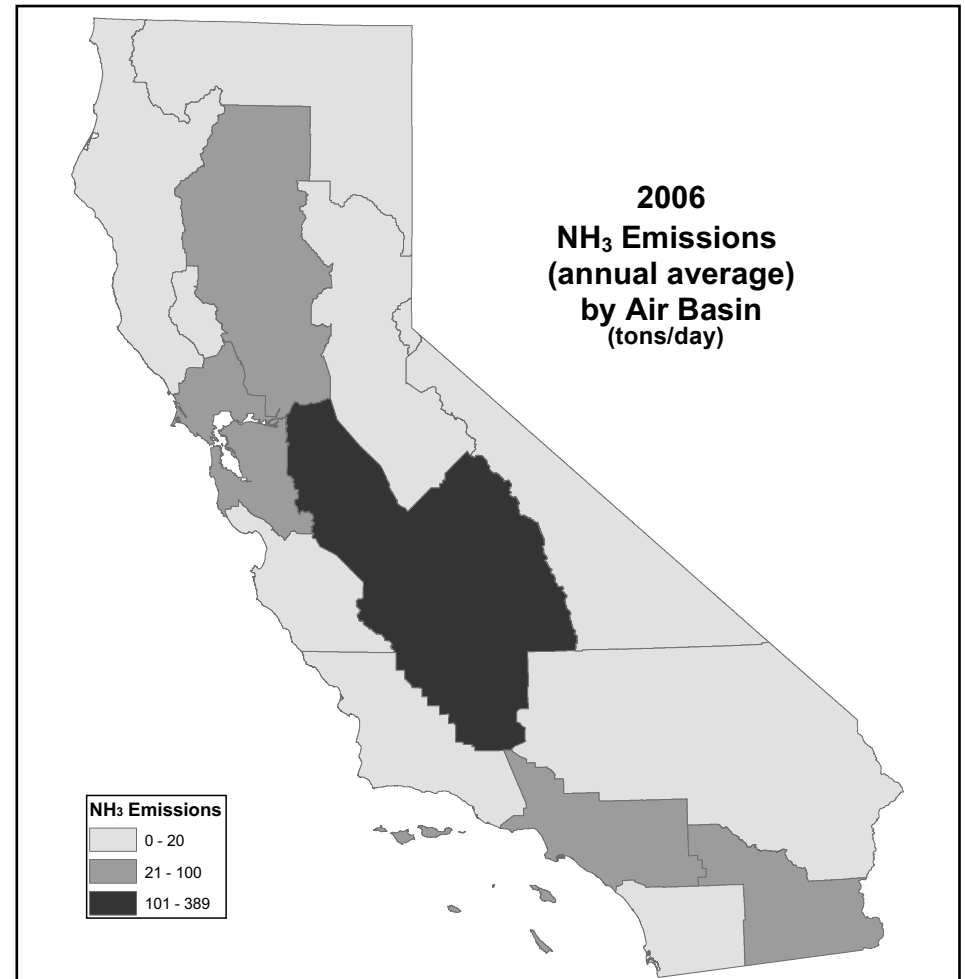 2006
NH₃ Emissions
(annual average)
by Air Basin
(tons/day)
NH₃ Emissions
0 - 20
21 - 100
101 - 389